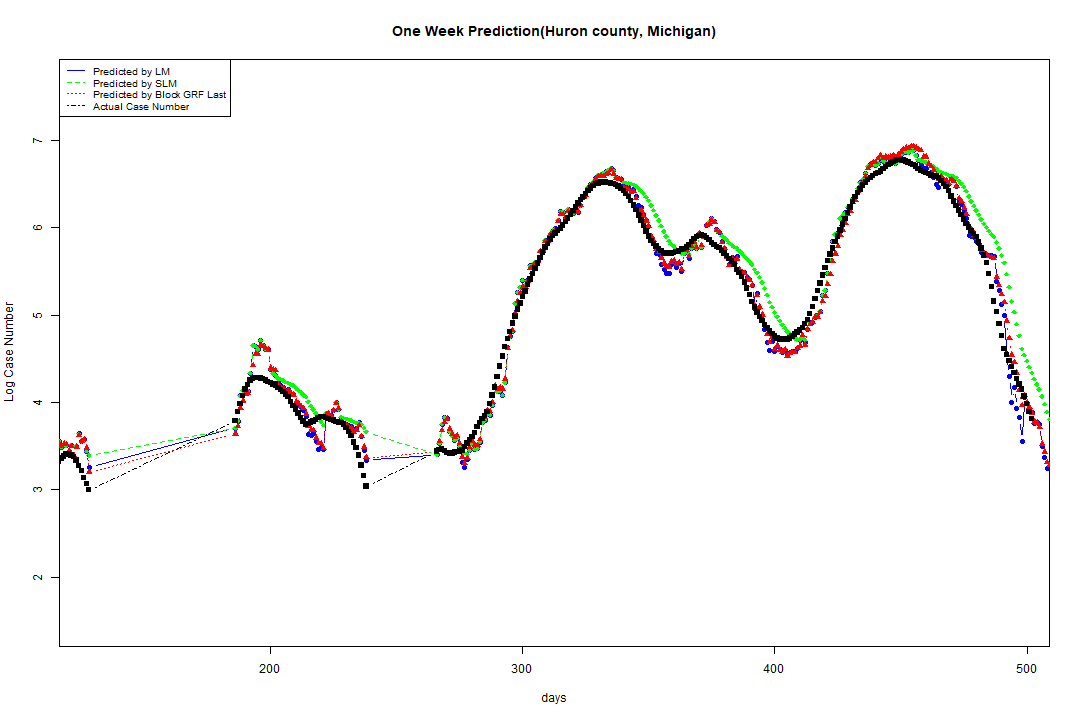 One Week Prediction(Huron county, Michigan)
Predicted by LM
Predicted by SLM
Predicted by Block GRF Last
Actual Case Number
7
6
5
4
3
2
Log Case Number
200 300 400 500
days